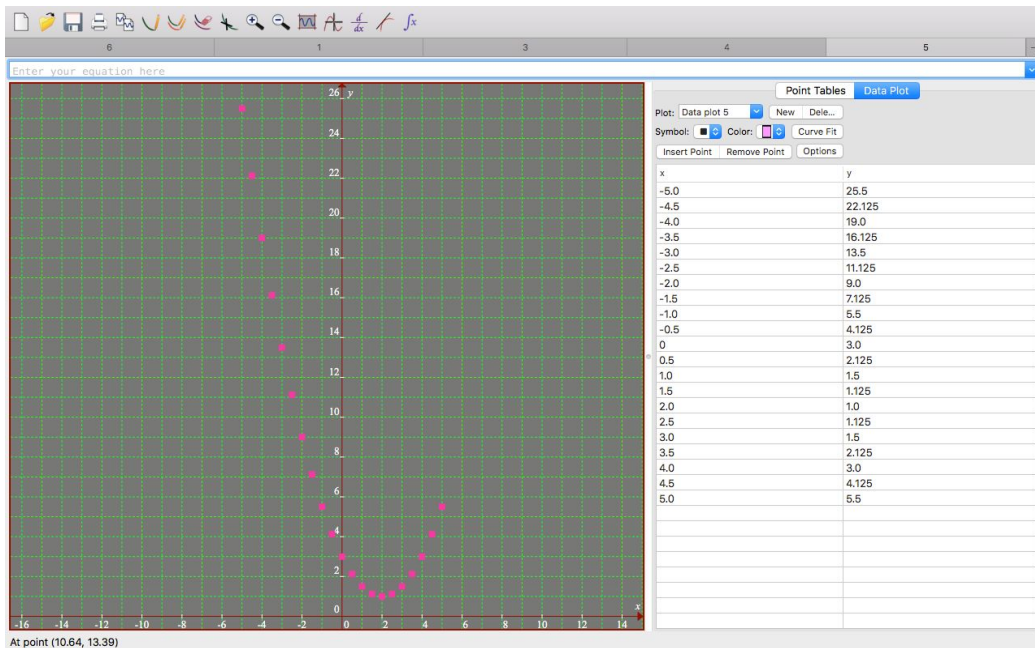 d/dx fx
6 1 3 4 5
Enter your equation here
Point Tables Data Plot
Plot: Data plot 5 New Dele...
Symbol: Color: Curve Fit
Insert Point Remove Point Options
x y
-5.0 25.5
-4.5 22.125
-4.0 19.0
-3.5 16.125
-3.0 13.5
-2.5 11.125
-2.0 9.0
-1.5 7.125
-1.0 5.5
-0.5 4.125
0 3.0
0.5 2.125
1.0 1.5
1.5 1.125
2.0 1.0
2.5 1.125
3.0 1.5
3.5 2.125
4.0 3.0
4.5 4.125
5.0 5.5
26 y
24
22
20
18
16
14
12
10
8
6
4
2
0
x
-16 -14 -12 -10 -8 -6 -4 -2 0 2 4 6 8 10 12 14
At point (10.64, 13.39)